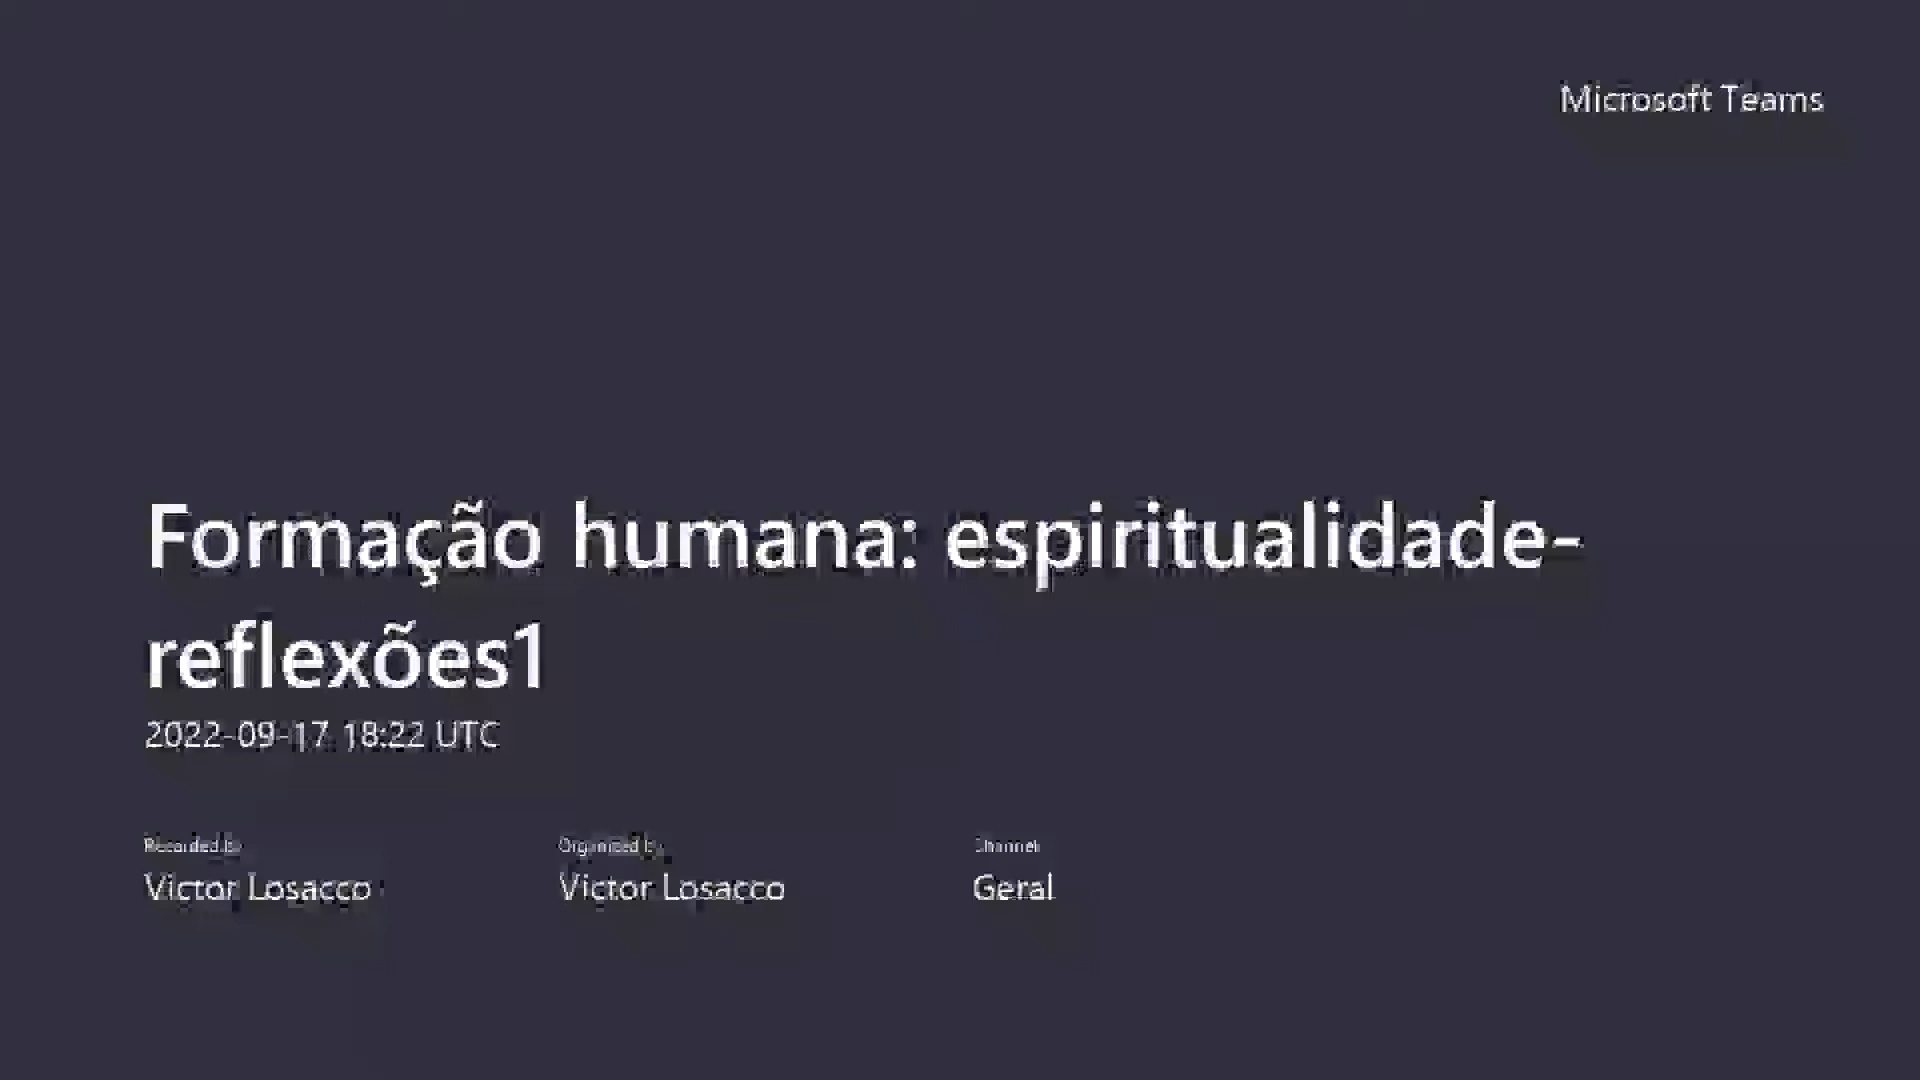 Microsoft Teams
Formação humana: espiritualidade-
reflexões1
2022-09-17 18:22 UTC
Recorded by
Organized by
Channel
Victor Losacco
Victor Losacco
Geral